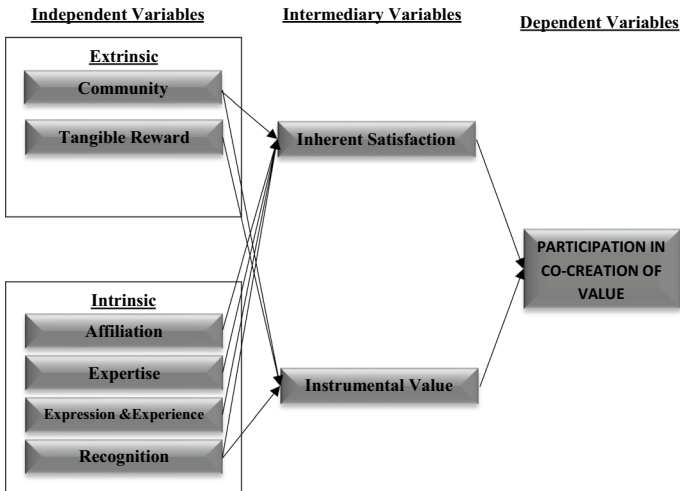 Independent Variables
Intermediary Variables
Dependent Variables
Extrinsic
Community
Tangible Reward
Inherent Satisfaction
PARTICIPATION IN
CO-CREATION OF
VALUE
Intrinsic
Affiliation
Expertise
Instrumental Value
Expression &Experience
Recognition